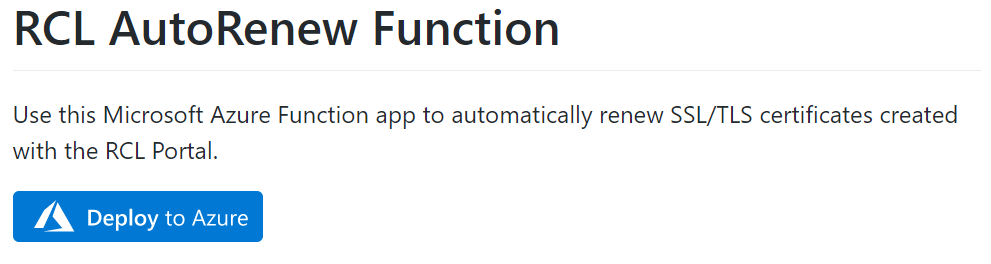 RCL AutoRenew Function
Use this Microsoft Azure Function app to automatically renew SSL/TLS certificates created
with the RCL Portal.
Deploy to Azure